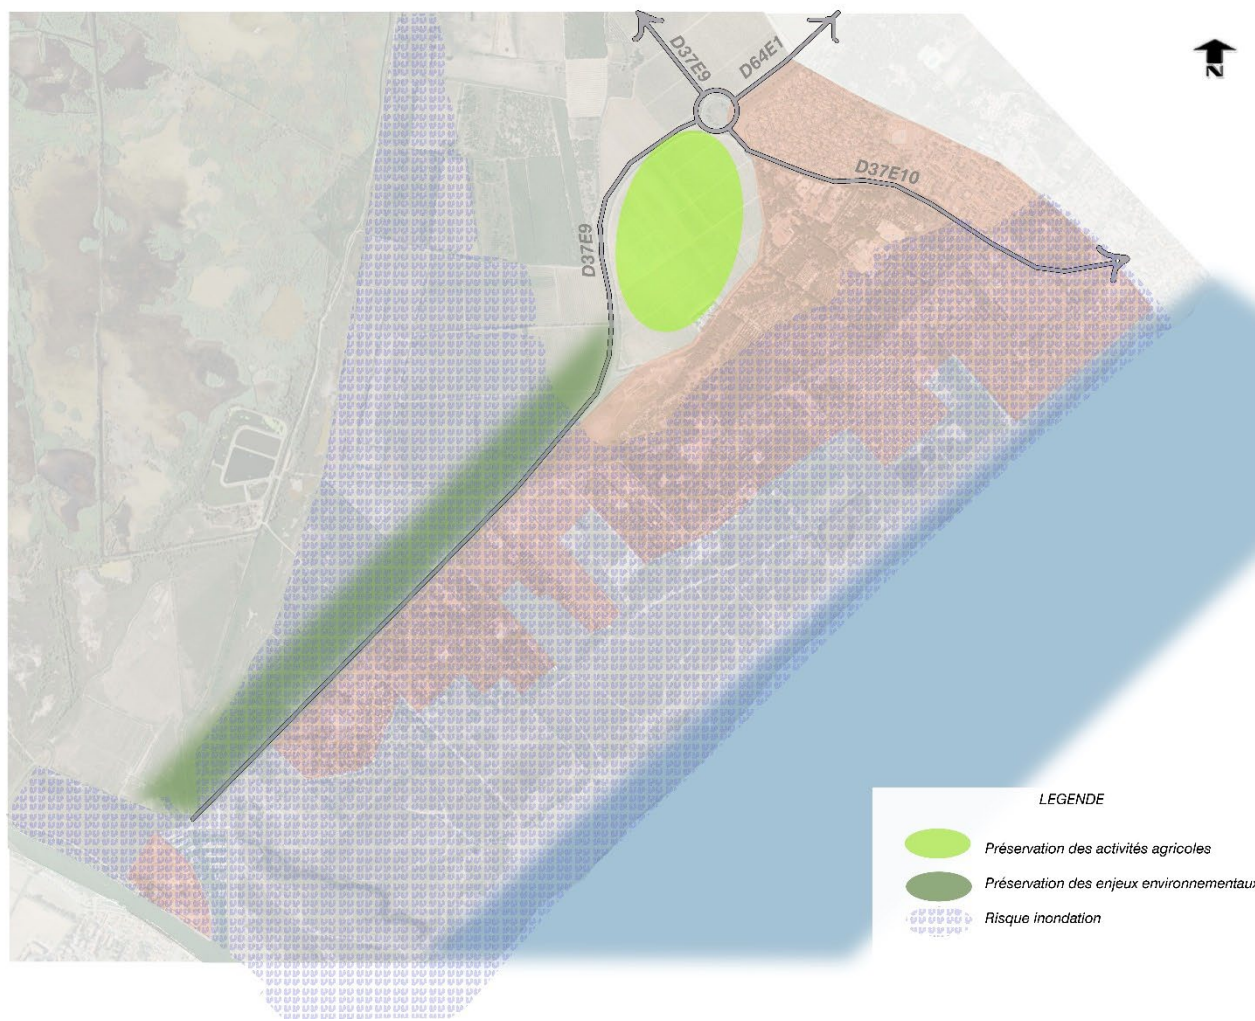 D37E9
D64E1
N
D37E10
D37E9
LEGENDE
Préservation des activités agricoles
Préservation des enjeux environnementaux
Risque inondation